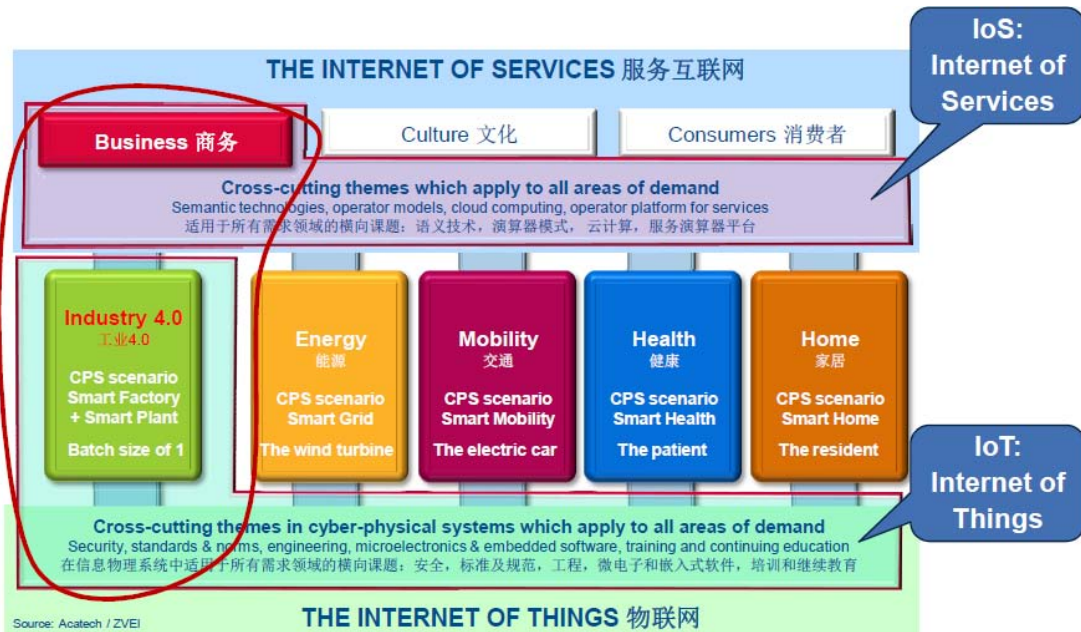 IoS:
Internet of
Services
THE INTERNET OF SERVICES 服务互联网
Business 商务
Culture 文化
Consumers 消费者
Cross-cutting themes which apply to all areas of demand
Semantic technologies, operator models, cloud computing, operator platform for services
适用于所有需求领域的横向课题：语义技术，演算器模式， 云计算，服务演算器平台
Industry 4.0
工业4.0
CPS scenario
Smart Factory
+ Smart Plant
Batch size of 1
Energy
能源
CPS scenario
Smart Grid
The wind turbine
Mobility
交通
CPS scenario
Smart Mobility
The electric car
Health
健康
CPS scenario
Smart Health
The patient
Home
家居
CPS scenario
Smart Home
The resident
IoT:
Internet of
Things
Cross-cutting themes in cyber-physical systems which apply to all areas of demand
Security, standards & norms, engineering, microelectronics & embedded software, training and continuing education
在信息物理系统中适用于所有需求领域的横向课题：安全，标准及规范，工程，微电子和嵌入式软件，培训和继续教育
THE INTERNET OF THINGS 物联网
Source: Acatech / ZVEI